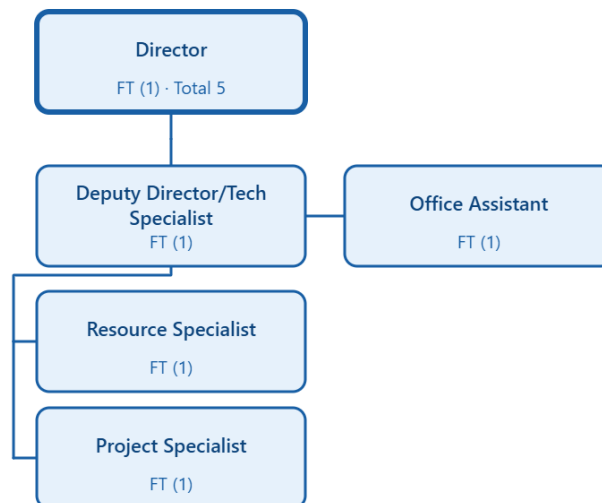 Director
FT (1) · Total 5
Deputy Director/Tech
Specialist
FT (1)
Office Assistant
FT (1)
Resource Specialist
FT (1)
Project Specialist
FT (1)